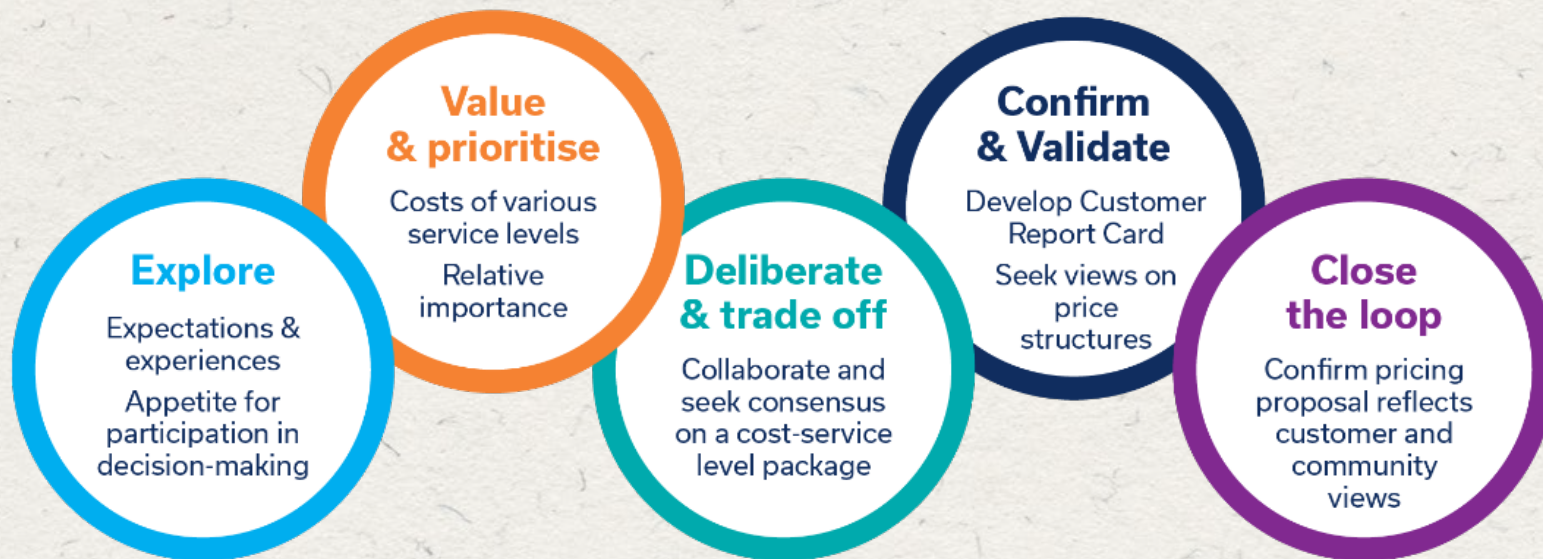 Explore
Expectations &
experiences
Appetite for
participation in
decision-making
Value
& prioritise
Costs of various
service levels
Relative
importance
Deliberate
& trade off
Collaborate and
seek consensus
on a cost-service
level package
Confirm
& Validate
Develop Customer
Report Card
Seek views on
price
structures
Close
the loop
Confirm pricing
proposal reflects
customer and
community
views